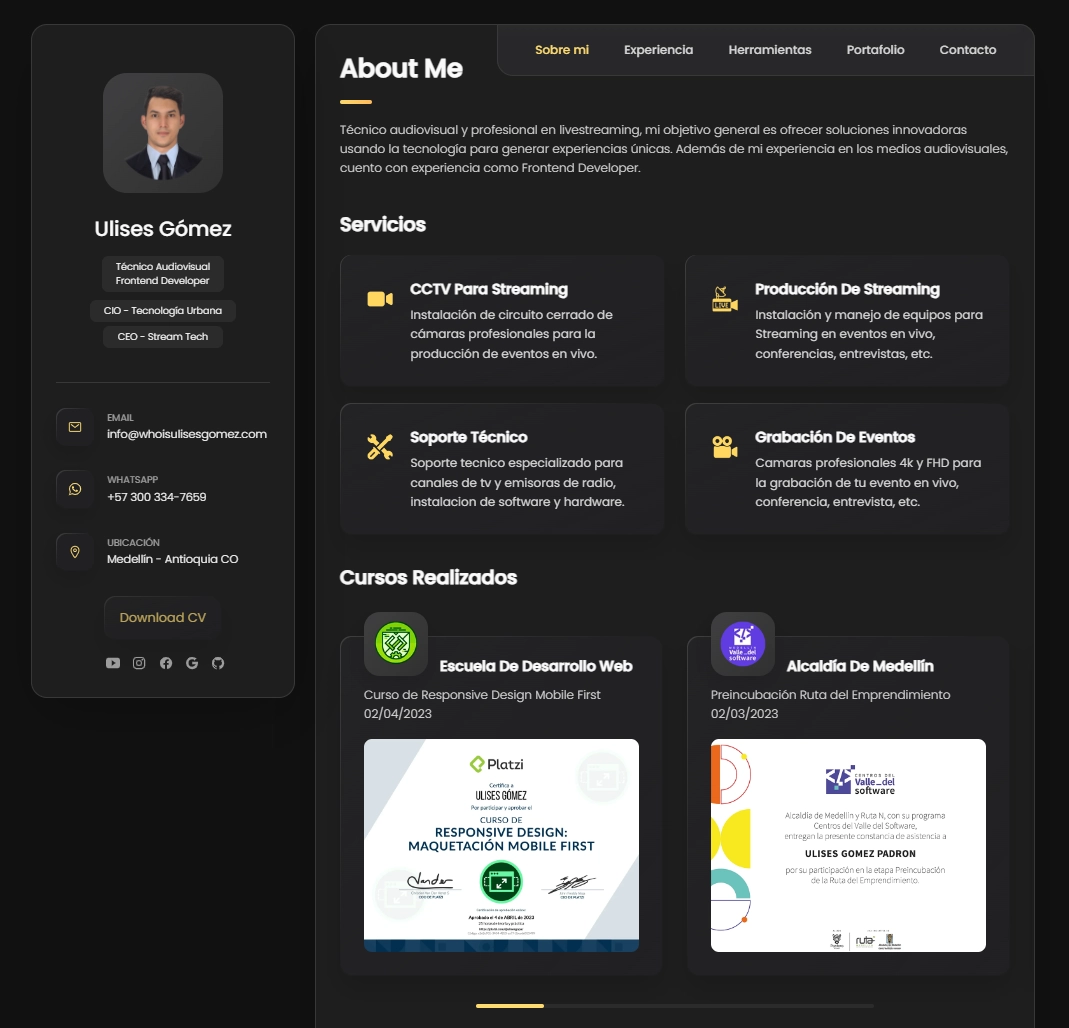 Ulises Gómez
Técnico Audiovisual
Frontend Developer
CIO - Tecnología Urbana
CEO - Stream Tech
EMAIL
info@whoisulisesgomez.com
WHATSAPP
+57 300 334-7659
UBICACIÓN
Medellín - Antioquia CO
Download CV
Sobre mi
Experiencia
Herramientas
Portafolio
Contacto
About Me
Técnico audiovisual y profesional en livestreaming, mi objetivo general es ofrecer soluciones innovadoras
usando la tecnología para generar experiencias únicas. Además de mi experiencia en los medios audiovisuales,
cuento con experiencia como Frontend Developer.
Servicios
CCTV Para Streaming
Instalación de circuito cerrado de
cámaras profesionales para la
producción de eventos en vivo.
LIVE
Producción De Streaming
Instalación y manejo de equipos para
Streaming en eventos en vivo,
conferencias, entrevistas, etc.
Soporte Técnico
Soporte tecnico especializado para
canales de tv y emisoras de radio,
instalacion de software y hardware.
Grabación De Eventos
Camaras profesionales 4k y FHD para
la grabación de tu evento en vivo,
conferencia, entrevista, etc.
Cursos Realizados
Escuela De Desarrollo Web
Curso de Responsive Design Mobile First
02/04/2023
Platzi
Certifica a
ULISES GÓMEZ
Por participar y aprobar el
CURSO DE
RESPONSIVE DESIGN:
MAQUETACIÓN MOBILE FIRST
CEO DE PLATZI
Aprobado el 4 de ABRIL de 2023
Valle_del
software
Alcaldía De Medellín
Preincubación Ruta del Emprendimiento
02/03/2023
CENTROS DEL
Valle_del
software
Alcaldía de Medellín y Ruta N, con su programa
Centros del Valle del Software,
entregan la presente constancia de asistencia a
ULISES GOMEZ PADRON
por su participación en la etapa Preincubación
de la Ruta del Emprendimiento.
ruta